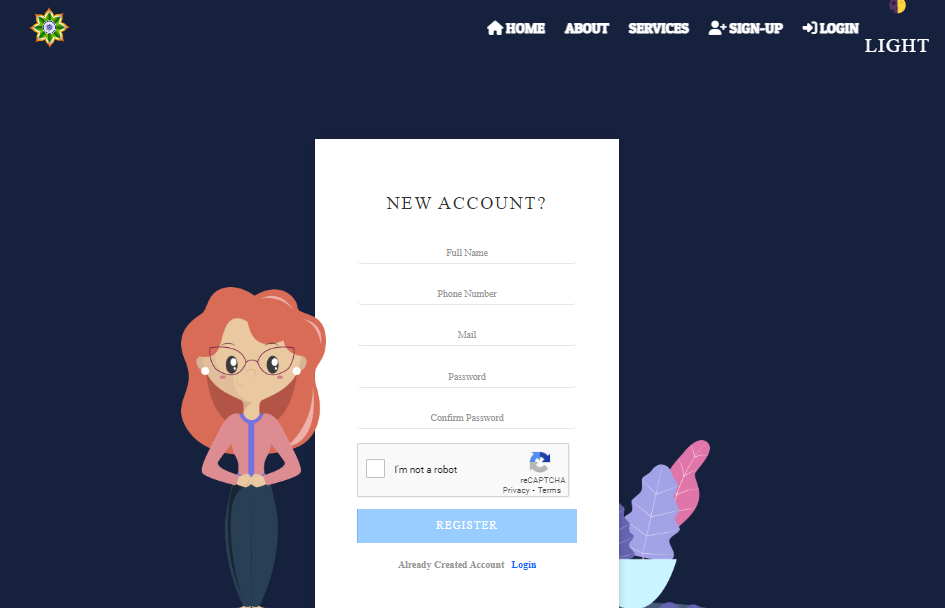 HOME ABOUT SERVICES SIGN-UP LOGIN
LIGHT
NEW ACCOUNT?
Full Name
Phone Number
Mail
Password
Confirm Password
I'm not a robot
reCAPTCHA
Privacy - Terms
REGISTER
Already Created Account Login